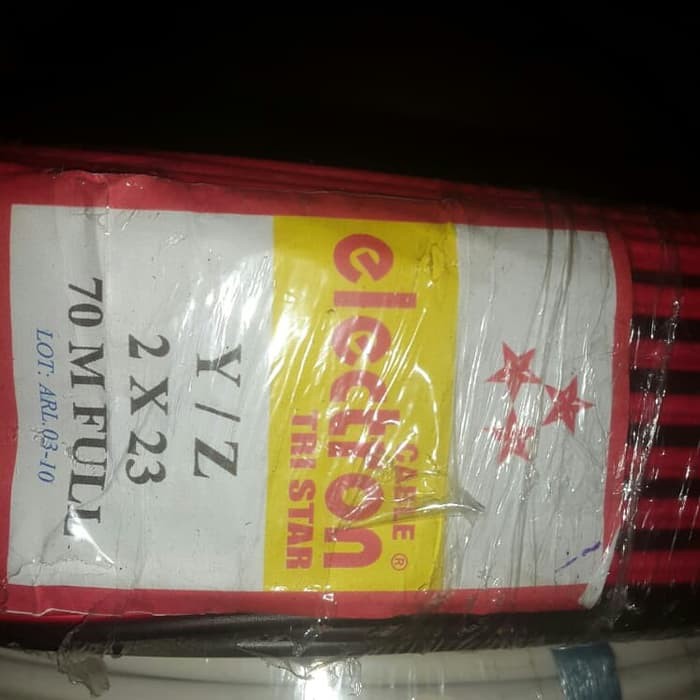 electron
CABLE ®
TRI STAR
Y/Z
2 X 23
70 M FULL
LOT. ARL.03-10